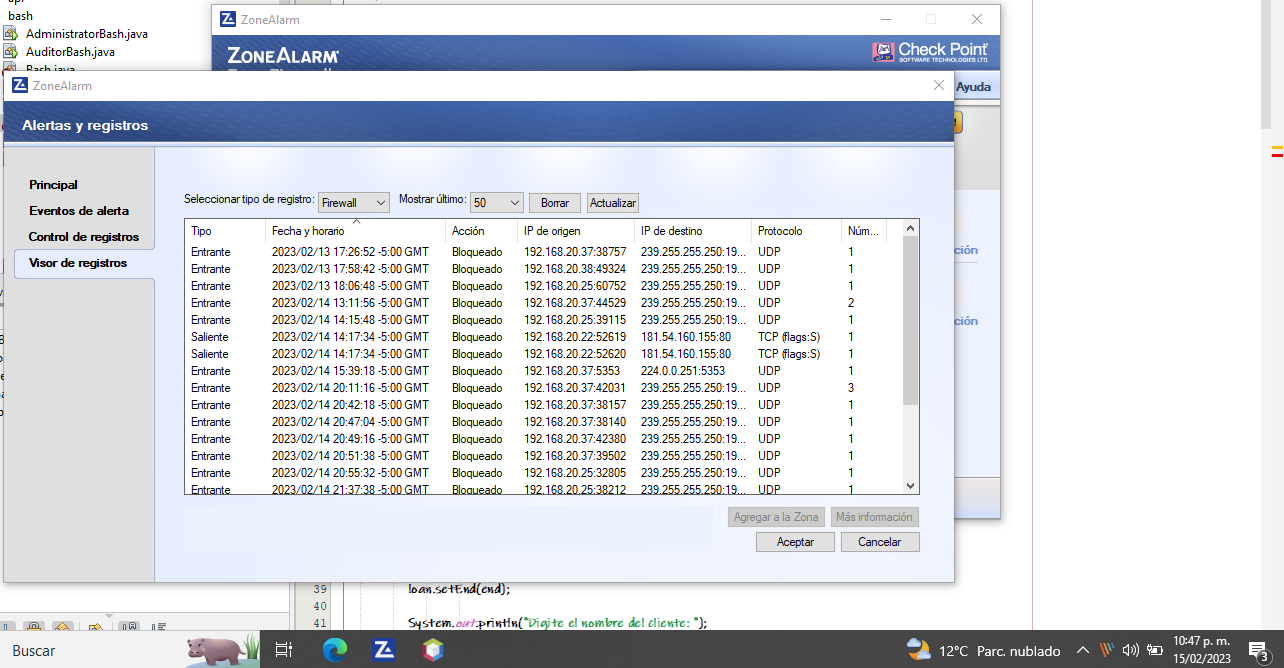 bash
AdministratorBash.java
AuditorBash.java
Bash.java
ZoneAlarm
ZONEALARM
Check Point
SOFTWARE TECHNOLOGIES LTD.
Ayuda
ZoneAlarm
Alertas y registros
Principal
Eventos de alerta
Control de registros
Visor de registros
Seleccionar tipo de registro: Firewall Mostrar último: 50 Borrar Actualizar
Tipo Fecha y horario Acción IP de origen IP de destino Protocolo Núm...
Entrante 2023/02/13 17:26:52 -5:00 GMT Bloqueado 192.168.20.37:38757 239.255.255.250:19... UDP 1
Entrante 2023/02/13 17:58:42 -5:00 GMT Bloqueado 192.168.20.38:49324 239.255.255.250:19... UDP 1
Entrante 2023/02/13 18:06:48 -5:00 GMT Bloqueado 192.168.20.25:60752 239.255.255.250:19... UDP 1
Entrante 2023/02/14 13:11:56 -5:00 GMT Bloqueado 192.168.20.37:44529 239.255.255.250:19... UDP 2
Entrante 2023/02/14 14:15:48 -5:00 GMT Bloqueado 192.168.20.25:39115 239.255.255.250:19... UDP 1
Saliente 2023/02/14 14:17:34 -5:00 GMT Bloqueado 192.168.20.22:52619 181.54.160.155:80 TCP (flags:S) 1
Saliente 2023/02/14 14:17:34 -5:00 GMT Bloqueado 192.168.20.22:52620 181.54.160.155:80 TCP (flags:S) 1
Entrante 2023/02/14 15:39:18 -5:00 GMT Bloqueado 192.168.20.37:5353 224.0.0.251:5353 UDP 1
Entrante 2023/02/14 20:11:16 -5:00 GMT Bloqueado 192.168.20.37:42031 239.255.255.250:19... UDP 3
Entrante 2023/02/14 20:42:18 -5:00 GMT Bloqueado 192.168.20.37:38157 239.255.255.250:19... UDP 1
Entrante 2023/02/14 20:47:04 -5:00 GMT Bloqueado 192.168.20.37:38140 239.255.255.250:19... UDP 1
Entrante 2023/02/14 20:49:16 -5:00 GMT Bloqueado 192.168.20.37:42380 239.255.255.250:19... UDP 1
Entrante 2023/02/14 20:51:38 -5:00 GMT Bloqueado 192.168.20.37:39502 239.255.255.250:19... UDP 1
Entrante 2023/02/14 20:55:32 -5:00 GMT Bloqueado 192.168.20.25:32805 239.255.255.250:19... UDP 1
Entrante 2023/02/14 21:37:38 -5:00 GMT Bloqueado 192.168.20.25:38212 239.255.255.250:19... UDP 1
ción
ción
Agregar a la Zona Más información
Aceptar Cancelar
39 loan.setEnd(end);
40
41 System.out.println("Digite el nombre del cliente: ");
Buscar
12°C Parc. nublado
10:47 p. m.
15/02/2023
3